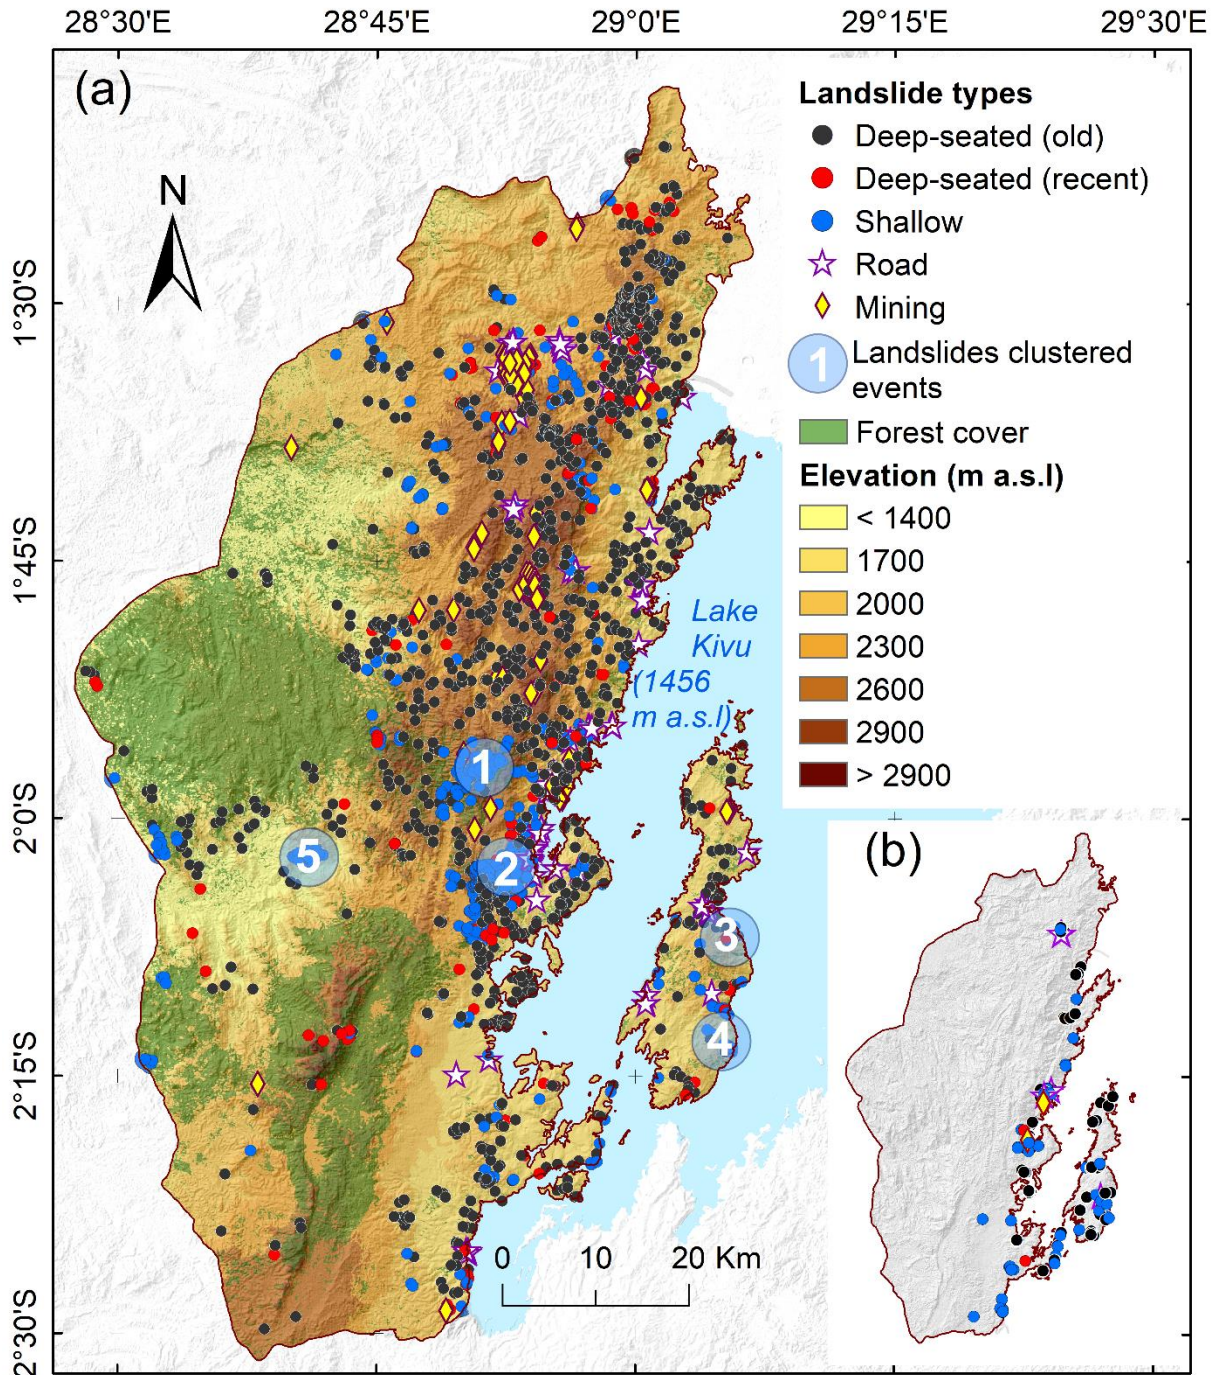 28°30'E 28°45'E 29°0'E 29°15'E 29°30'E
(a)
N
1°30'S
1°45'S
2°0'S
2°15'S
2°30'S
Landslide types
Deep-seated (old)
Deep-seated (recent)
Shallow
Road
Mining
1 Landslides clustered
events
Forest cover
Elevation (m a.s.l)
< 1400
1700
2000
2300
2600
2900
> 2900
Lake
Kivu
(1456
m a.s.l)
1
2
3
4
5
0 10 20 Km
(b)